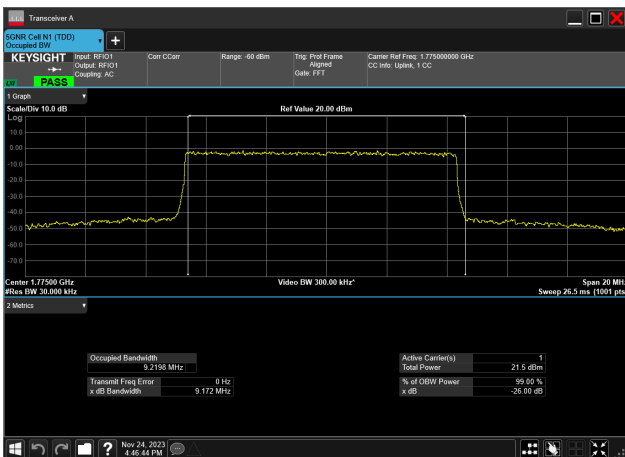 Transceiver A
5GNR Cell N1 (TDD)
Occupied BW
KEYSIGHT
PASS
Input: RFIO1
Output: RFIO1
Coupling: AC
Corr CCorr
Range: -60 dBm
Trig: Prot Frame
Aligned
Gate: FFT
Carrier Ref Freq: 1.775000000 GHz
CC Info: Uplink, 1 CC
1 Graph
Scale/Div 10.0 dB
Ref Value 20.00 dBm
Log
10.0
0.00
-10.0
-20.0
-30.0
-40.0
-50.0
-60.0
-70.0
Center 1.77500 GHz
Video BW 300.00 kHz*
Span 20 MHz
#Res BW 30.000 kHz
Sweep 26.5 ms (1001 pts
2 Metrics
Occupied Bandwidth
9.2198 MHz
Transmit Freq Error 0 Hz
x dB Bandwidth 9.172 MHz
Active Carrier(s) 1
Total Power 21.5 dBm
% of OBW Power 99.00 %
x dB -26.00 dB
Nov 24, 2023
4:46:44 PM